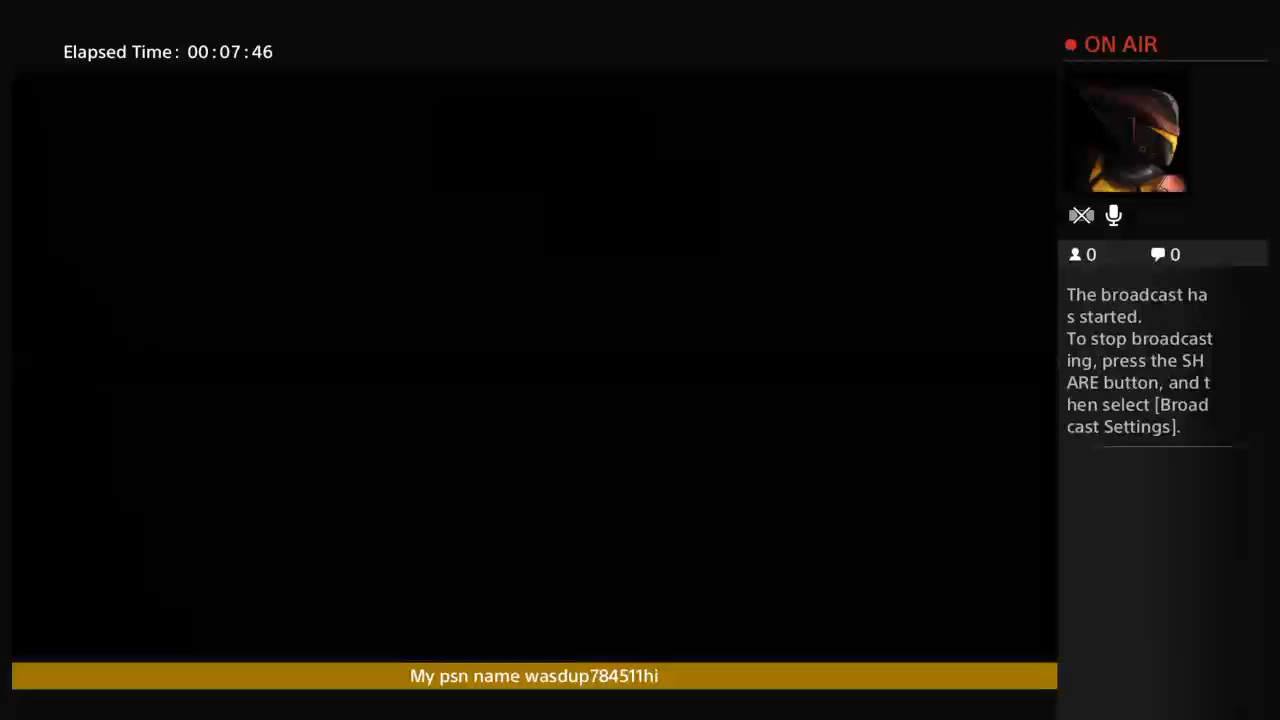 Elapsed Time: 00:07:46
ON AIR
0 0
The broadcast ha
s started.
To stop broadcast
ing, press the SH
ARE button, and t
hen select [Broad
cast Settings].
My psn name wasdup784511hi